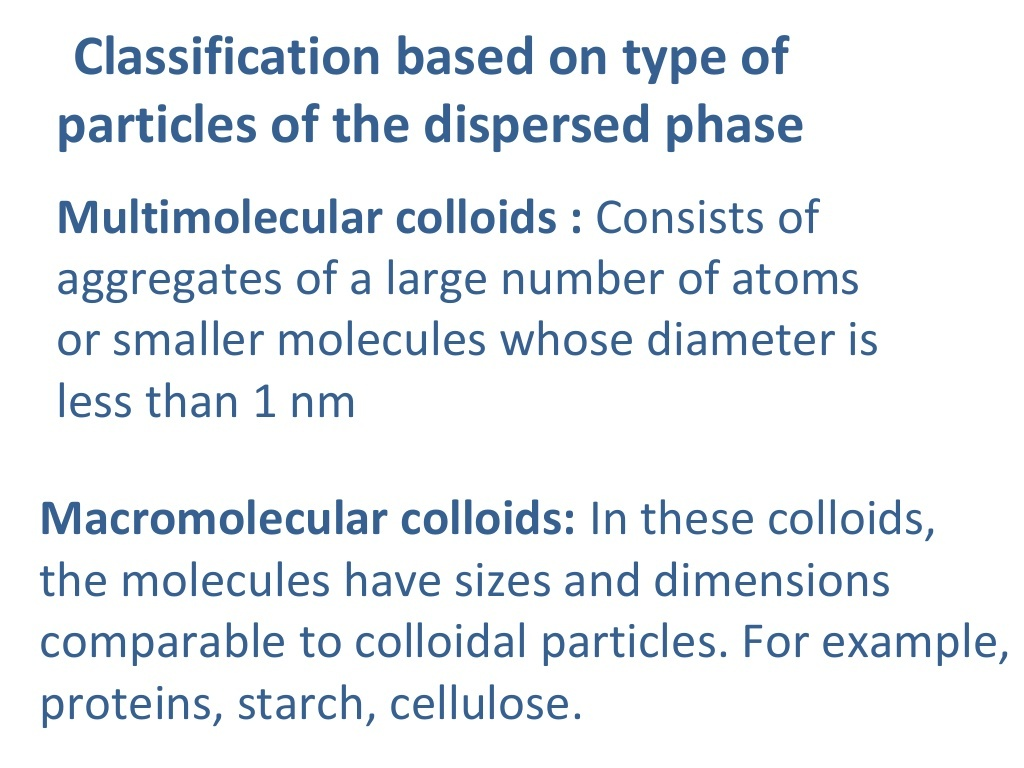 Classification based on type of
particles of the dispersed phase
Multimolecular colloids : Consists of
aggregates of a large number of atoms
or smaller molecules whose diameter is
less than 1 nm
Macromolecular colloids: In these colloids,
the molecules have sizes and dimensions
comparable to colloidal particles. For example,
proteins, starch, cellulose.